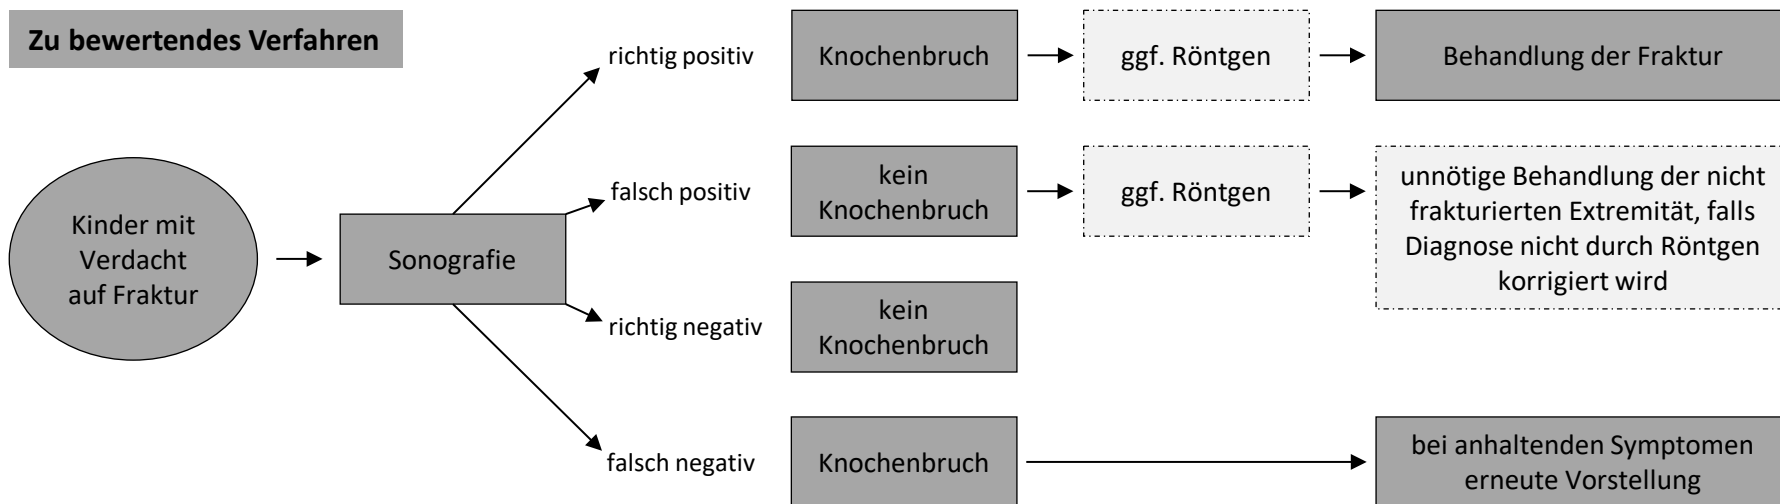 Zu bewertendes Verfahren
Kinder mit
Verdacht
auf Fraktur
Sonografie
richtig positiv
Knochenbruch
ggf. Röntgen
Behandlung der Fraktur
falsch positiv
kein
Knochenbruch
ggf. Röntgen
unnötige Behandlung der nicht
frakturierten Extremität, falls
Diagnose nicht durch Röntgen
korrigiert wird
richtig negativ
kein
Knochenbruch
falsch negativ
Knochenbruch
bei anhaltenden Symptomen
erneute Vorstellung